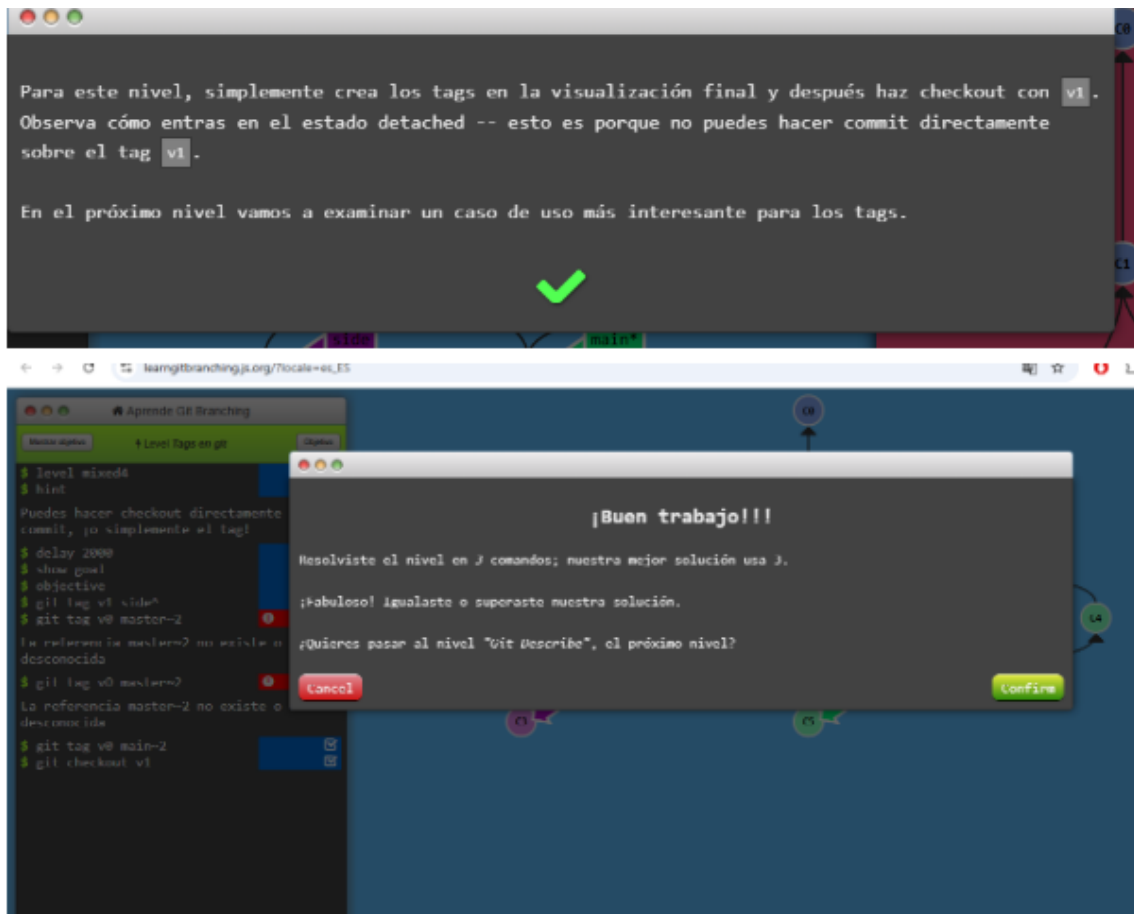 C0
Para este nivel, simplemente crea los tags en la visualización final y después haz checkout con v1.
Observa cómo entras en el estado detached -- esto es porque no puedes hacer commit directamente
sobre el tag v1.
En el próximo nivel vamos a examinar un caso de uso más interesante para los tags.
C1
side
main*
learngitbranching.js.org/?locale=es_ES
Aprende Git Branching
C0
Level Tags en git
Objetivo
$ level mixed4
$ hint
Puedes hacer checkout directamente
commit, ¡o simplemente el tag!
$ delay 2000
$ show goal
$ objective
$ git tag v1 side^
$ git tag v0 master~2
La referencia master~2 no existe o
desconocida
$ git tag v0 master~2
La referencia master~2 no existe o
desconocida
$ git tag v0 main~2
$ git checkout v1
¡Buen trabajo!!!
Resolviste el nivel en 3 comandos; nuestra mejor solución usa 3.
¡Fabuloso! Igualaste o superaste nuestra solución.
¿Quieres pasar al nivel "Git Describe", el próximo nivel?
Cancel
Confirm
C4
C3
C5